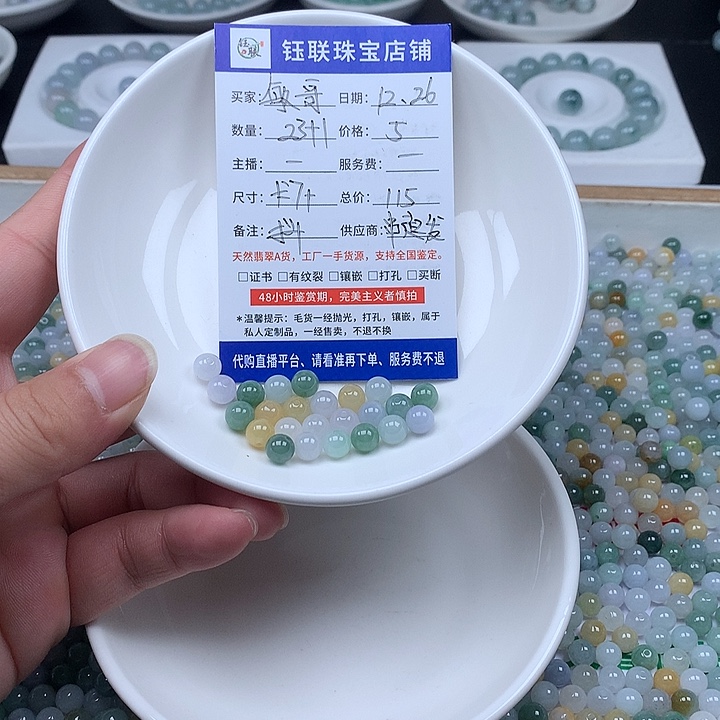 钰联
钰联珠宝店铺
买家: 哥 日期: 12、26
数量: 23+1 价格: 5
主播: 一 服务费: 一
尺寸: 7+ 总价: 115
备注: 供应商: 发
天然翡翠A货，工厂一手货源，支持全国鉴定。
□证书 □有纹裂 □镶嵌 □打孔 □买断
48小时鉴赏期，完美主义者慎拍
*温馨提示：毛货一经抛光，打孔，镶嵌，属于
私人定制品，一经售卖，不退不换
代购直播平台、请看准再下单、服务费不退